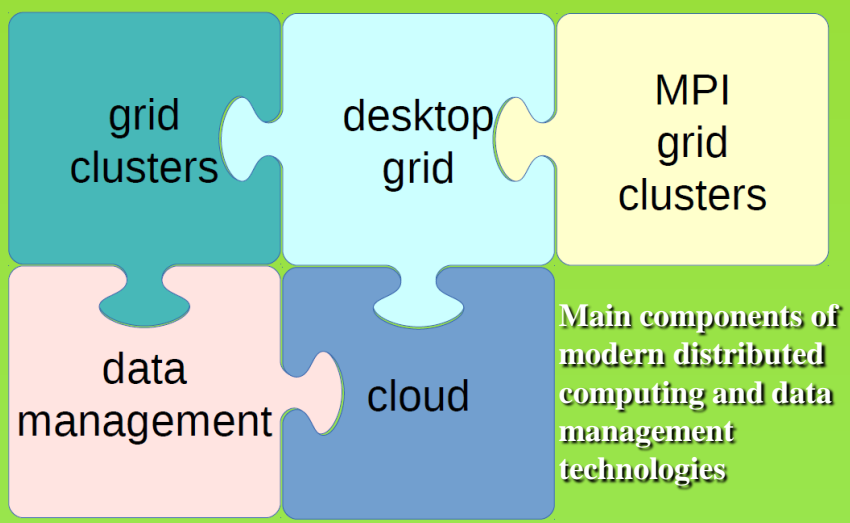 grid
clusters
desktop
grid
MPI
grid
clusters
data
management
cloud
Main components of
modern distributed
computing and data
management
technologies